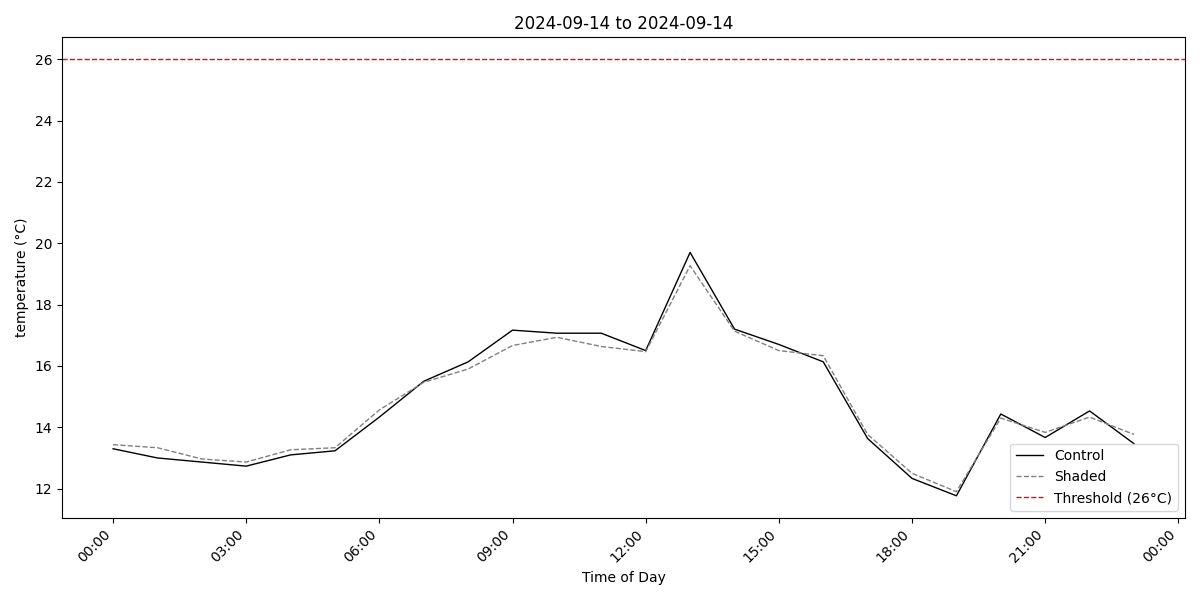 2024-09-14 to 2024-09-14
temperature (°C)
26
24
22
20
18
16
14
12
Control
Shaded
Threshold (26°C)
00:00
03:00
06:00
09:00
12:00
15:00
18:00
21:00
00:00
Time of Day